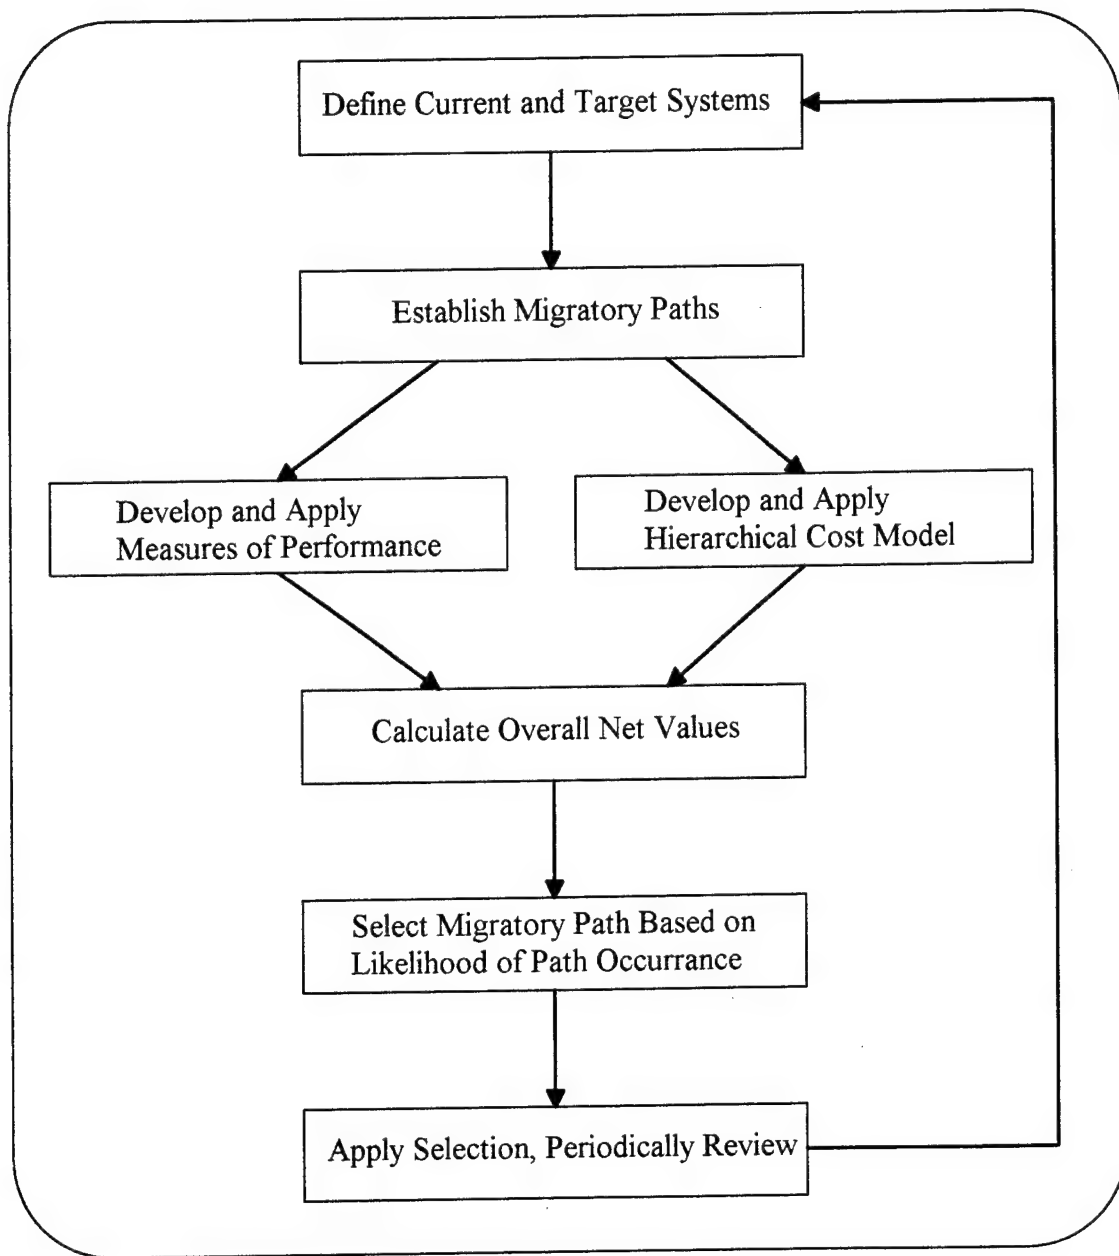 Define Current and Target Systems
Establish Migratory Paths
Develop and Apply
Measures of Performance
Develop and Apply
Hierarchical Cost Model
Calculate Overall Net Values
Select Migratory Path Based on
Likelihood of Path Occurrance
Apply Selection, Periodically Review